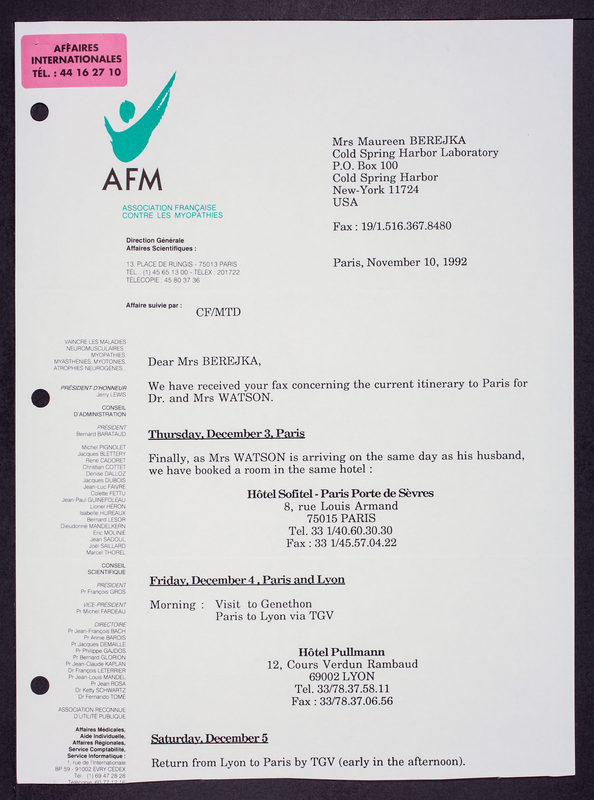 AFFAIRES
INTERNATIONALES
TÉL. : 44 16 27 10
AFM
ASSOCIATION FRANÇAISE
CONTRE LES MYOPATHIES
Direction Générale
Affaires Scientifiques :
13, PLACE DE RUNGIS - 75013 PARIS
TÉL. : (1) 45 65 13 00 - TELEX : 201722
TÉLÉCOPIE : 45 80 37 36
Affaire suivie par :
CF/MTD
Mrs Maureen BEREJKA
Cold Spring Harbor Laboratory
P.O. Box 100
Cold Spring Harbor
New-York 11724
USA
Fax : 19/1.516.367.8480
Paris, November 10, 1992
VAINCRE LES MALADIES
NEUROMUSCULAIRES :
MYOPATHIES,
MYASTHÉNIES, MYOTONIES,
ATROPHIES NEUROGÈNES...
PRÉSIDENT D'HONNEUR
Jerry LEWIS
CONSEIL
D'ADMINISTRATION
PRÉSIDENT
Bernard BARATAUD
Michel PIGNOLET
Jacques BLETTERY
René CADORET
Christian COTTET
Denise DALLOZ
Jacques DUBOIS
Jean-Luc FAIVRE
Colette FETTU
Jean-Paul GUINEFOLEAU
Lionel HERON
Isabelle HUREAUX
Bernard LESOR
Dieudonné MANDELKERN
Eric MOLINIE
Jean SADOUL
Joël SAILLARD
Marcel THOREL
CONSEIL
SCIENTIFIQUE
PRÉSIDENT
Pr François GROS
VICE-PRÉSIDENT
Pr Michel FARDEAU
DIRECTOIRE
Pr Jean-François BACH
Pr Annie BAROIS
Pr Jacques DEMAILLE
Pr Philippe GAJDOS
Pr Bernard GLORION
Pr Jean-Claude KAPLAN
Dr François LETERRIER
Pr Jean-Louis MANDEL
Pr Jean ROSA
Dr Ketty SCHWARTZ
Dr Fernando TOME
ASSOCIATION RECONNUE
D'UTILITÉ PUBLIQUE
Affaires Médicales,
Aide Individuelle,
Affaires Régionales,
Service Comptabilité,
Service Informatique :
1, rue de l'Internationale
BP 59 - 91002 EVRY CEDEX
Tél. : (1) 69 47 28 28
Télécopie 60 77 12 16
Dear Mrs BEREJKA,
We have received your fax concerning the current itinerary to Paris for
Dr. and Mrs WATSON.
Thursday, December 3, Paris
Finally, as Mrs WATSON is arriving on the same day as his husband,
we have booked a room in the same hotel :
Hôtel Sofitel - Paris Porte de Sèvres
8, rue Louis Armand
75015 PARIS
Tel. 33 1/40.60.30.30
Fax : 33 1/45.57.04.22
Friday, December 4 , Paris and Lyon
Morning : Visit to Genethon
Paris to Lyon via TGV
Hôtel Pullmann
12, Cours Verdun Rambaud
69002 LYON
Tel. 33/78.37.58.11
Fax : 33/78.37.06.56
Saturday, December 5
Return from Lyon to Paris by TGV (early in the afternoon).